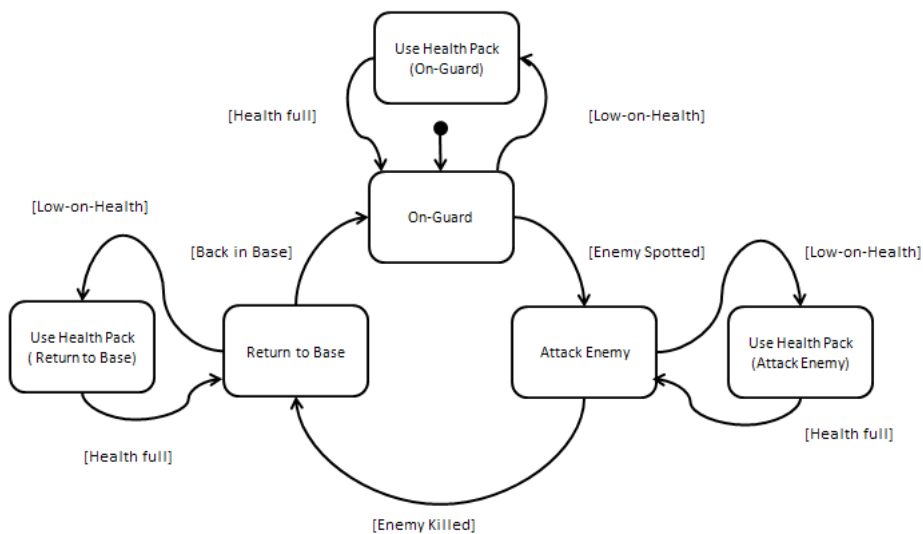 Use Health Pack
(On-Guard)
[Health full]
[Low-on-Health]
On-Guard
[Low-on-Health]
[Back in Base]
[Enemy Spotted]
[Low-on-Health]
Use Health Pack
( Return to Base)
Return to Base
Attack Enemy
Use Health Pack
(Attack Enemy)
[Health full]
[Health full]
[Enemy Killed]